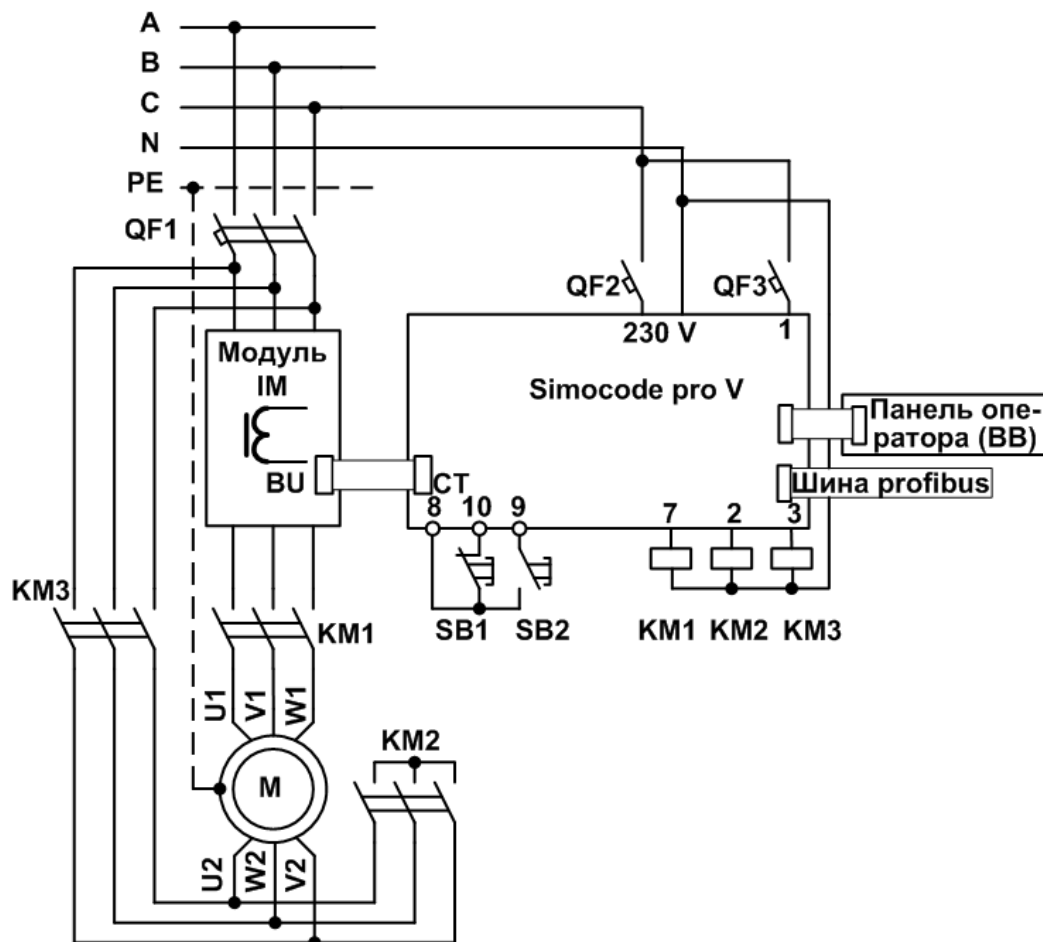 A
B
C
N
PE
QF1
QF2
QF3
230 V
1
Модуль
IM
BU
Simocode pro V
Панель опе-
ратора (ВВ)
Шина profibus
CT
8 10 9
7 2 3
SB1 SB2
KM1 KM2 KM3
KM3
KM1
U1 V1 W1
KM2
M
U2 W2 V2